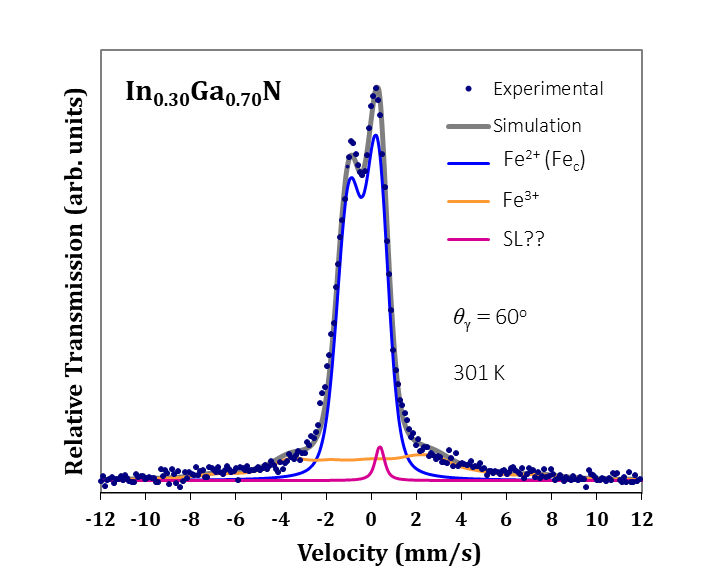 In0.30Ga0.70N
Experimental
Simulation
Fe2+ (Fec)
Fe3+
SL??
θγ = 60o
301 K
Relative Transmission (arb. units)
-12 -10 -8 -6 -4 -2 0 2 4 6 8 10 12
Velocity (mm/s)